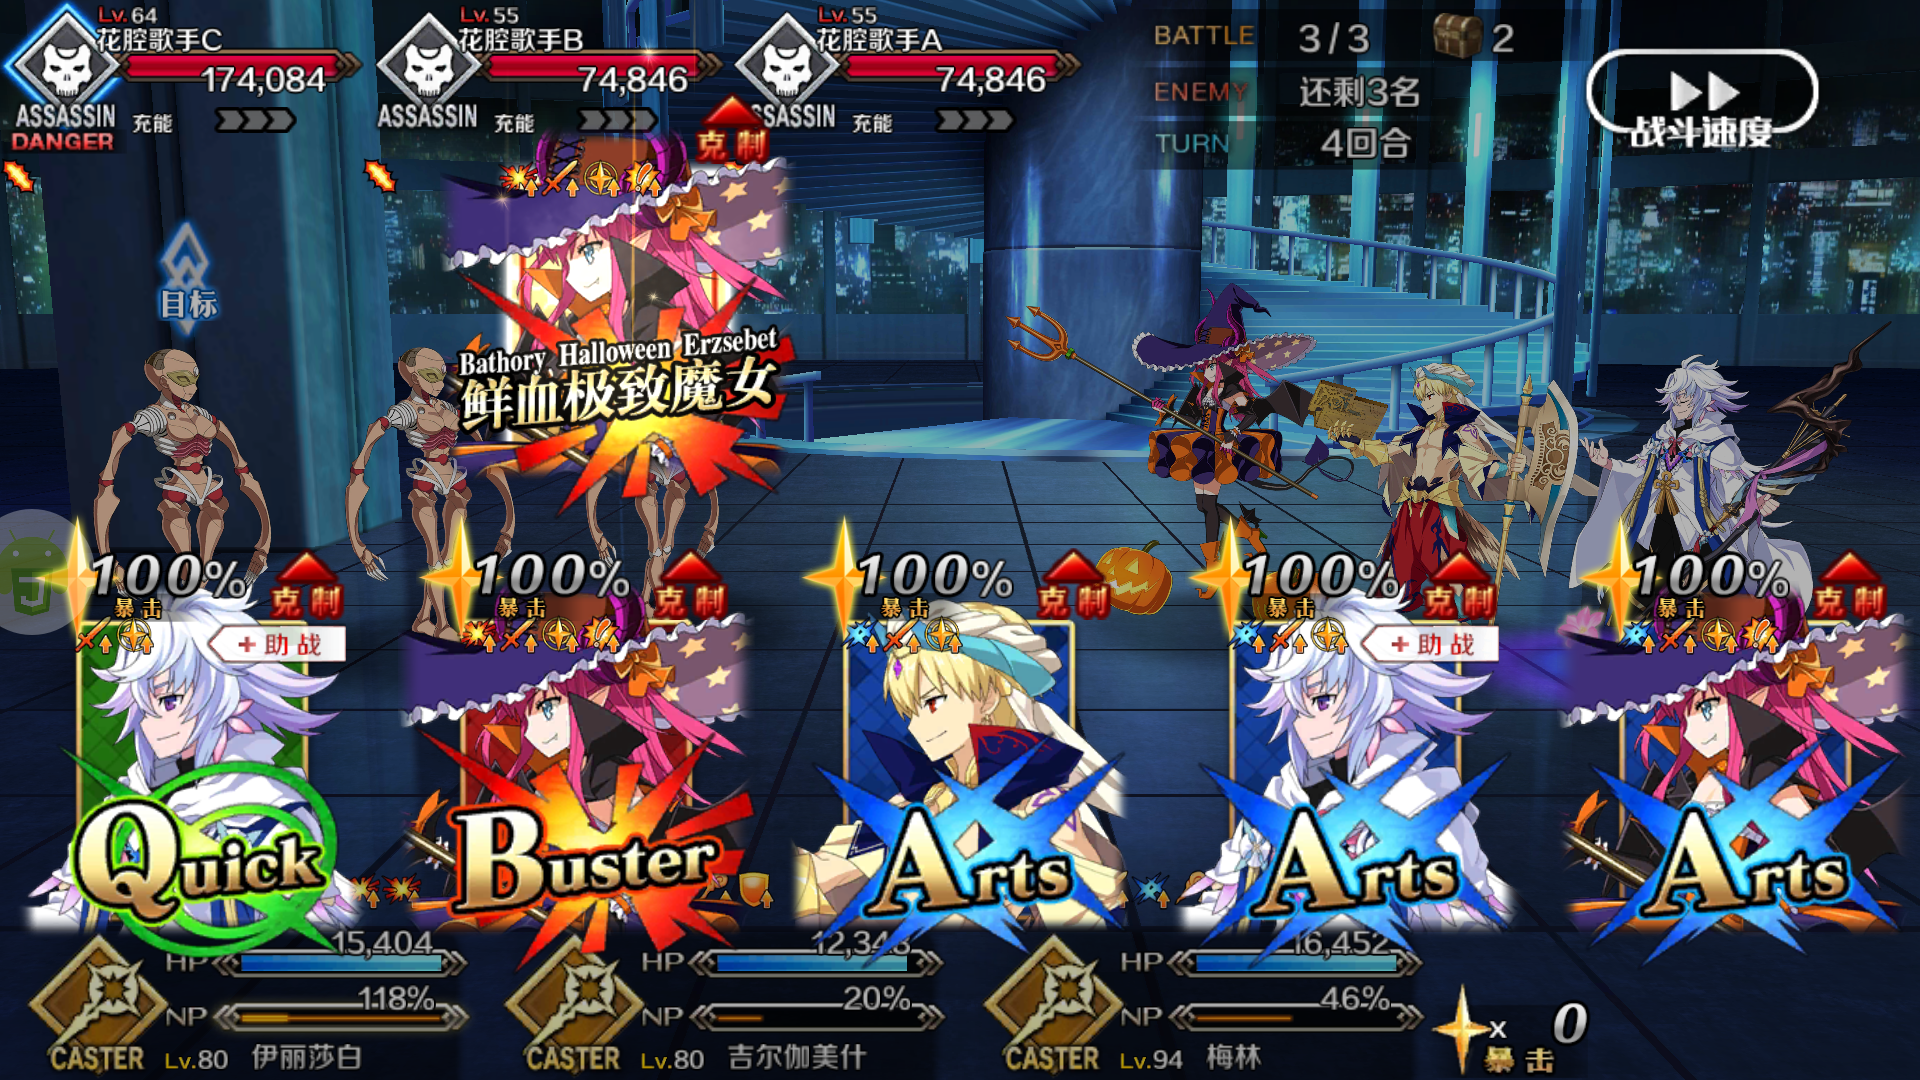 Lv.64
花腔歌手C
174,084
ASSASSIN
充能
DANGER
Lv.55
花腔歌手B
74,846
ASSASSIN
充能
Lv.55
花腔歌手A
74,846
SSASSIN
充能
BATTLE 3/3 2
ENEMY 还剩3名
TURN 4回合
战斗速度
克制
目标
Bathory Halloween Erzsebet
鲜血极致魔女
100%
暴击
克制
助战
Quick
100%
暴击
克制
Buster
100%
暴击
克制
Arts
100%
暴击
克制
助战
Arts
100%
暴击
克制
Arts
HP 15,404
NP 118%
CASTER Lv.80 伊丽莎白
HP 12,343
NP 20%
CASTER Lv.80 吉尔伽美什
HP 16,452
NP 46%
CASTER Lv.94 梅林
x 0
暴击